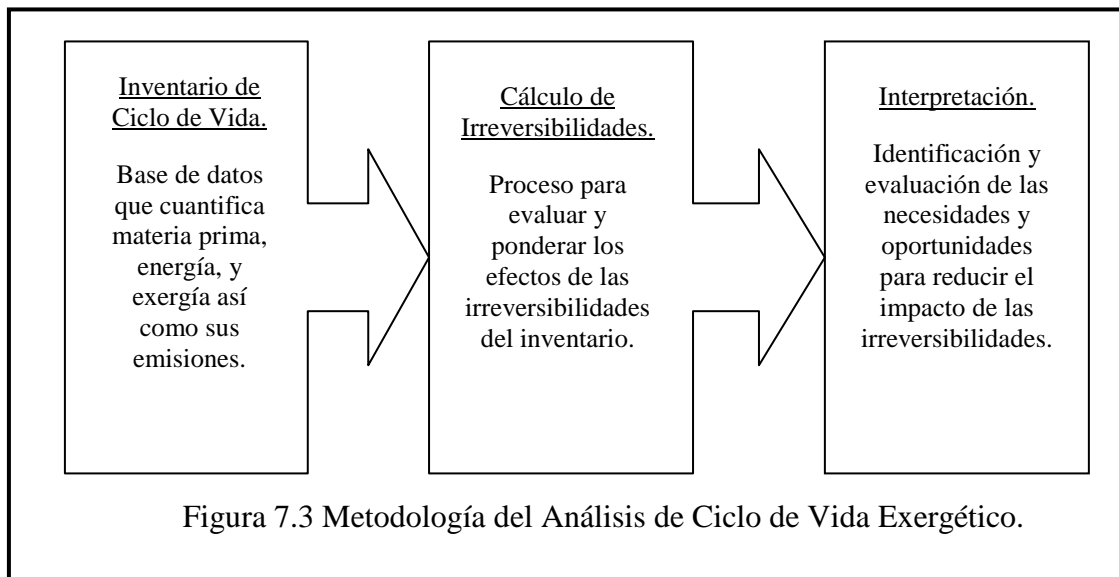 Inventario de
Ciclo de Vida.
Base de datos
que cuantifica
materia prima,
energía, y
exergía así
como sus
emisiones.
Cálculo de
Irreversibilidades.
Proceso para
evaluar y
ponderar los
efectos de las
irreversibilidades
del inventario.
Interpretación.
Identificación y
evaluación de las
necesidades y
oportunidades
para reducir el
impacto de las
irreversibilidades.
Figura 7.3 Metodología del Análisis de Ciclo de Vida Exergético.